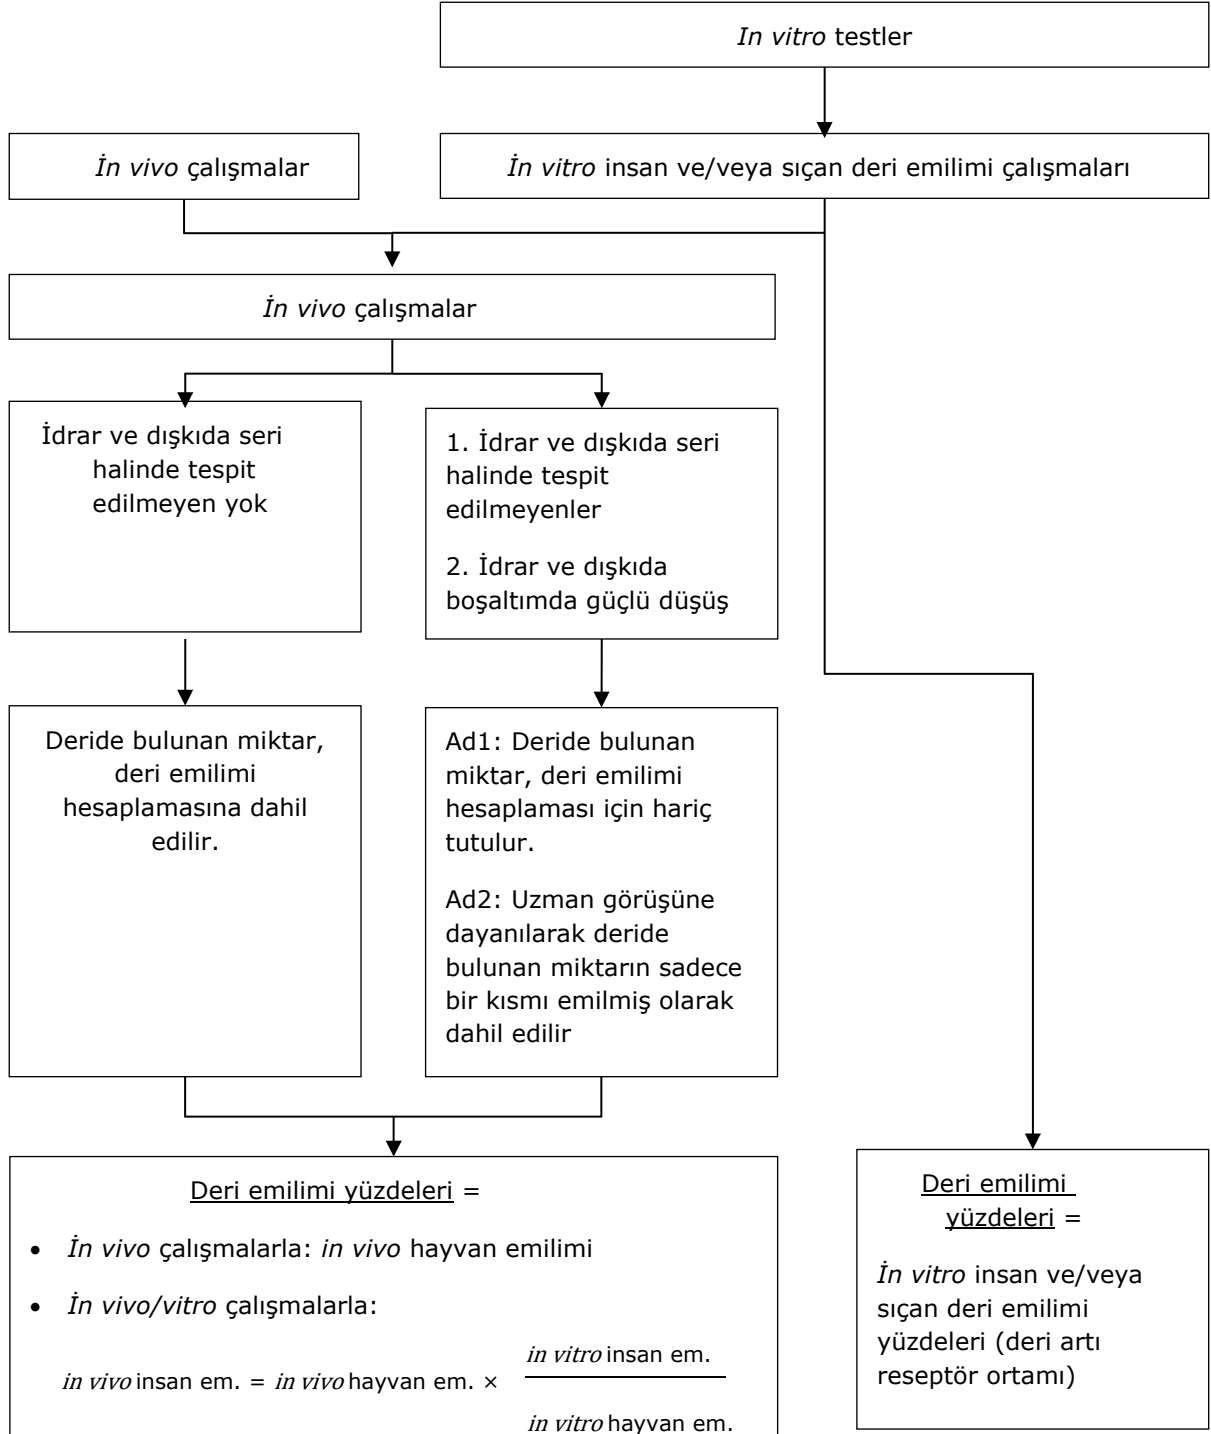 In vitro testler
İn vivo çalışmalar
İn vitro insan ve/veya sıçan deri emilimi çalışmaları
İn vivo çalışmalar
İdrar ve dışkıda seri
halinde tespit
edilmeyen yok
1. İdrar ve dışkıda seri
halinde tespit
edilmeyenler
2. İdrar ve dışkıda
boşaltımda güçlü düşüş
Deride bulunan miktar,
deri emilimi
hesaplamasına dahil
edilir.
Ad1: Deride bulunan
miktar, deri emilimi
hesaplaması için hariç
tutulur.
Ad2: Uzman görüşüne
dayanılarak deride
bulunan miktarın sadece
bir kısmı emilmiş olarak
dahil edilir
Deri emilimi yüzdeleri =
• İn vivo çalışmalarla: in vivo hayvan emilimi
• İn vivo/vitro çalışmalarla:
in vitro insan em.
in vivo insan em. = in vivo hayvan em. ×
in vitro hayvan em.
Deri emilimi
yüzdeleri =
İn vitro insan ve/veya
sıçan deri emilimi
yüzdeleri (deri artı
reseptör ortamı)